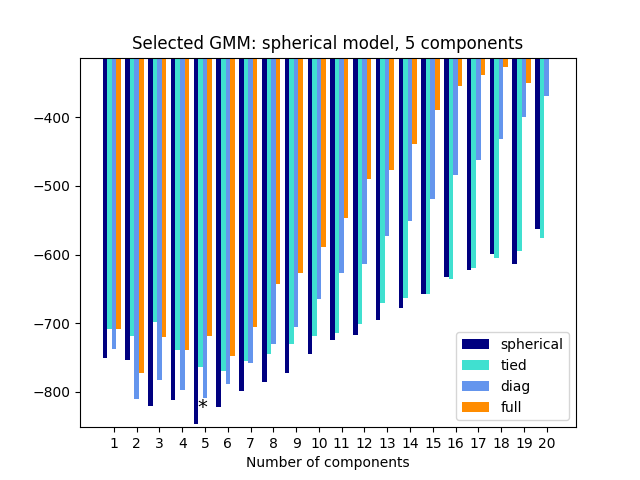 Selected GMM: spherical model, 5 components
−400
−500
−600
−700
−800
*
spherical
tied
diag
full
1 2 3 4 5 6 7 8 9 10 11 12 13 14 15 16 17 18 19 20
Number of components